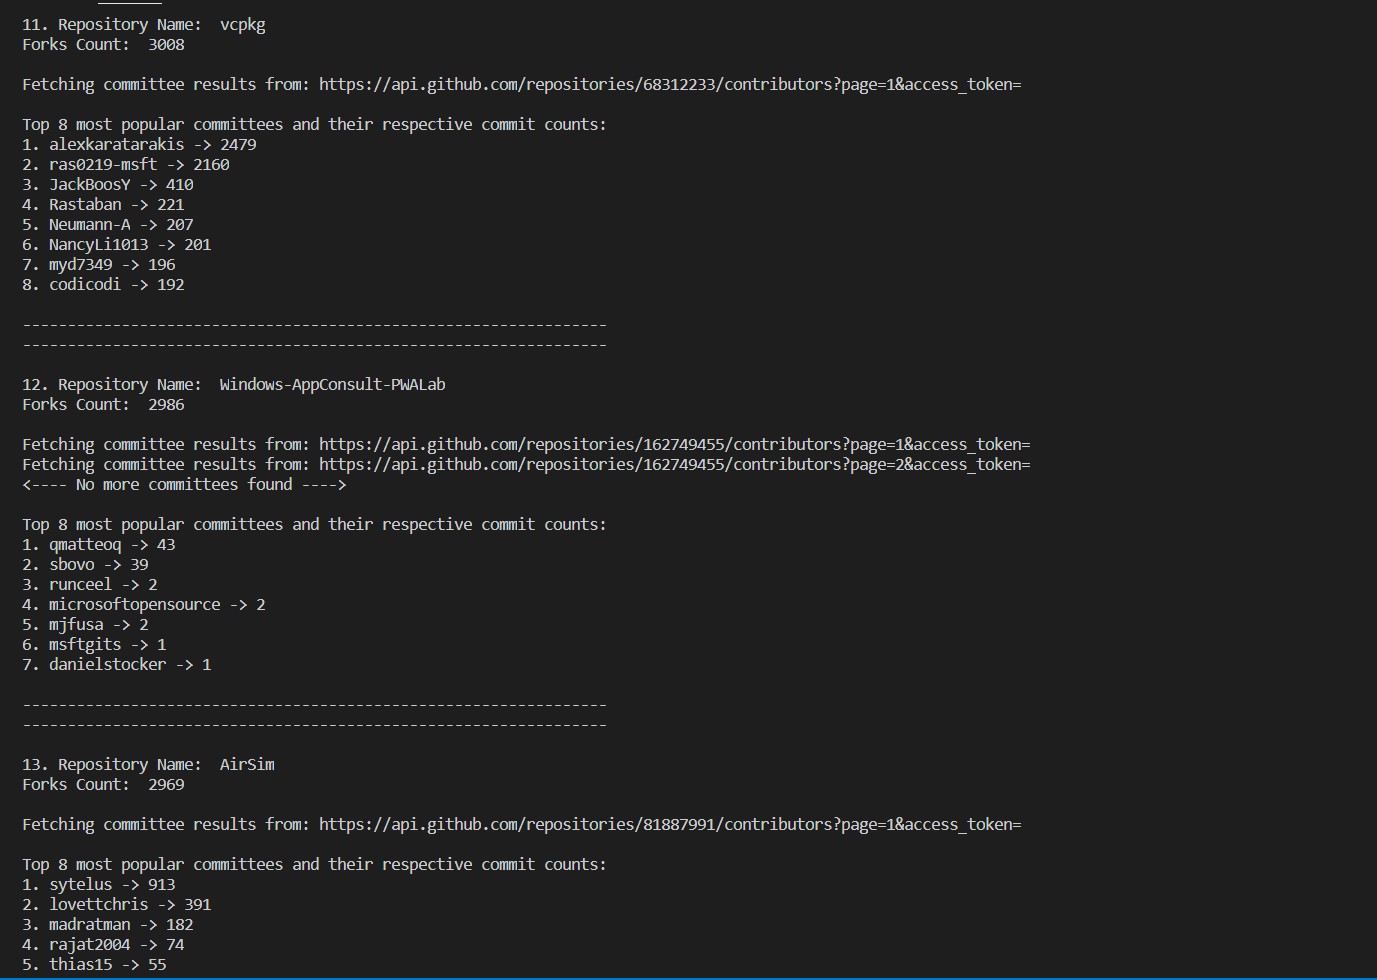 11. Repository Name:  vcpkg
Forks Count:  3008
Fetching committee results from: https://api.github.com/repositories/68312233/contributors?page=1&access_token=
Top 8 most popular committees and their respective commit counts:
1. alexkaratarakis -> 2479
2. ras0219-msft -> 2160
3. JackBoosY -> 410
4. Rastaban -> 221
5. Neumann-A -> 207
6. NancyLi1013 -> 201
7. myd7349 -> 196
8. codicodi -> 192
-----------------------------------------------------------------
-----------------------------------------------------------------
12. Repository Name:  Windows-AppConsult-PWALab
Forks Count:  2986
Fetching committee results from: https://api.github.com/repositories/162749455/contributors?page=1&access_token=
Fetching committee results from: https://api.github.com/repositories/162749455/contributors?page=2&access_token=
<---- No more committees found ---->
Top 8 most popular committees and their respective commit counts:
1. qmatteoq -> 43
2. sbovo -> 39
3. runceel -> 2
4. microsoftopensource -> 2
5. mjfusa -> 2
6. msftgits -> 1
7. danielstocker -> 1
-----------------------------------------------------------------
-----------------------------------------------------------------
13. Repository Name:  AirSim
Forks Count:  2969
Fetching committee results from: https://api.github.com/repositories/81887991/contributors?page=1&access_token=
Top 8 most popular committees and their respective commit counts:
1. sytelus -> 913
2. lovettchris -> 391
3. madratman -> 182
4. rajat2004 -> 74
5. thias15 -> 55